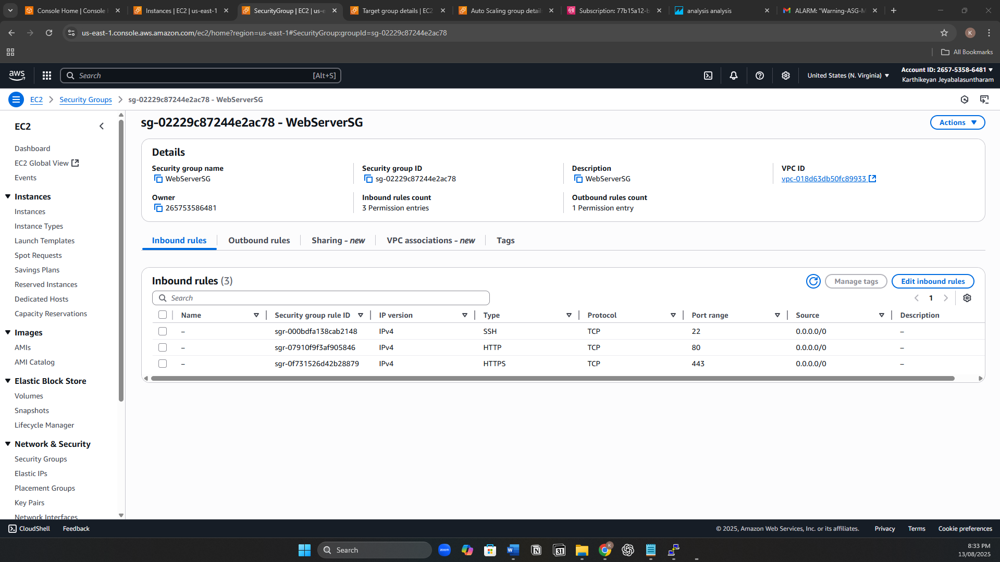 Console Home | Console
Instances | EC2 | us-east-1
SecurityGroup | EC2 | us-e
Target group details | EC2
Auto Scaling group detail
Subscription: 77b15a12-b
analysis analysis
ALARM: "Warning-ASG-M
us-east-1.console.aws.amazon.com/ec2/home?region=us-east-1#SecurityGroup:groupId=sg-02229c87244e2ac78
K
All Bookmarks
aws
Search
[Alt+S]
United States (N. Virginia)
Account ID: 2657-5358-6481
Karthikeyan Jeyabalasuntharam
EC2
Security Groups
sg-02229c87244e2ac78 - WebServerSG
EC2
Dashboard
EC2 Global View
Events
Instances
Instances
Instance Types
Launch Templates
Spot Requests
Savings Plans
Reserved Instances
Dedicated Hosts
Capacity Reservations
Images
AMIs
AMI Catalog
Elastic Block Store
Volumes
Snapshots
Lifecycle Manager
Network & Security
Security Groups
Elastic IPs
Placement Groups
Key Pairs
Network Interfaces
sg-02229c87244e2ac78 - WebServerSG
Actions
Details
Security group name
WebServerSG
Security group ID
sg-02229c87244e2ac78
Description
WebServerSG
VPC ID
vpc-018d63db50fc89933
Owner
265753586481
Inbound rules count
3 Permission entries
Outbound rules count
1 Permission entry
Inbound rules
Outbound rules
Sharing - new
VPC associations - new
Tags
Inbound rules (3)
Manage tags
Edit inbound rules
Search
1
Name Security group rule ID IP version Type Protocol Port range Source Description
– sgr-000bdfa138cab2148 IPv4 SSH TCP 22 0.0.0.0/0 –
– sgr-07910f9f3af905846 IPv4 HTTP TCP 80 0.0.0.0/0 –
– sgr-0f731526d42b28879 IPv4 HTTPS TCP 443 0.0.0.0/0 –
CloudShell
Feedback
© 2025, Amazon Web Services, Inc. or its affiliates.
Privacy
Terms
Cookie preferences
Search
zoom
W
N
31
K
8:33 PM
13/08/2025